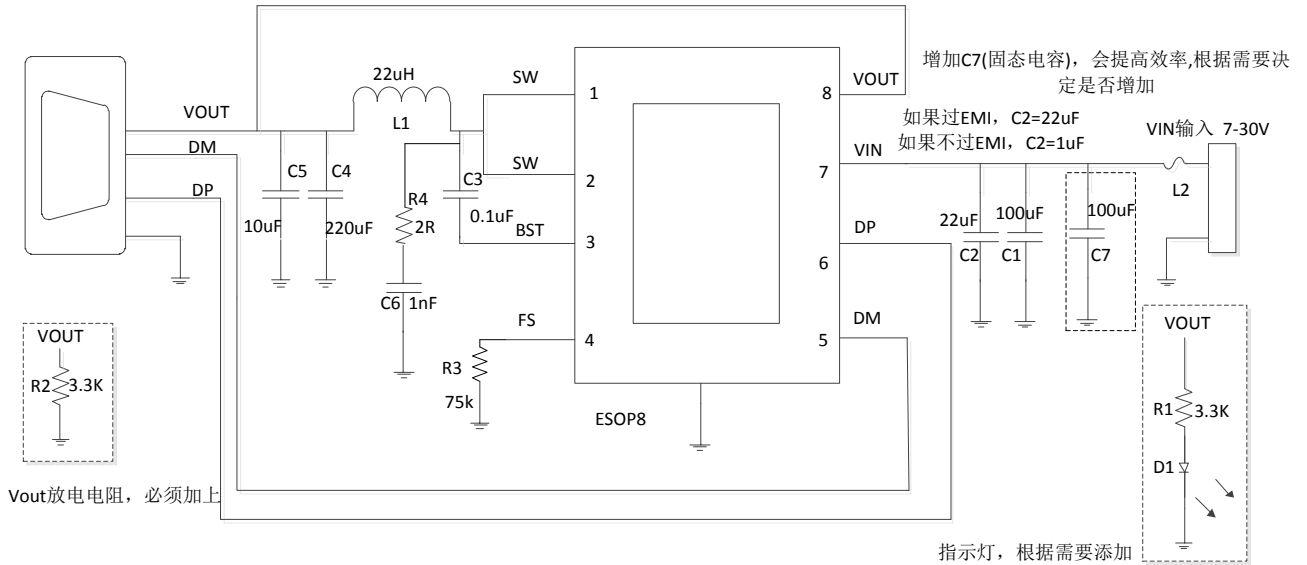 增加C7(固态电容)，会提高效率,根据需要决
定是否增加
如果过EMI，C2=22uF
如果不过EMI，C2=1uF
VIN输入 7-30V
22uH
L1
SW
SW
BST
FS
1
2
3
4
8
7
6
5
VOUT
VIN
DP
DM
VOUT
DM
DP
C5
10uF
C4
220uF
R4
2R
C3
0.1uF
C6
1nF
R3
75k
ESOP8
22uF
C2
100uF
C1
100uF
C7
L2
VOUT
R2
3.3K
Vout放电电阻，必须加上
VOUT
R1
3.3K
D1
指示灯，根据需要添加